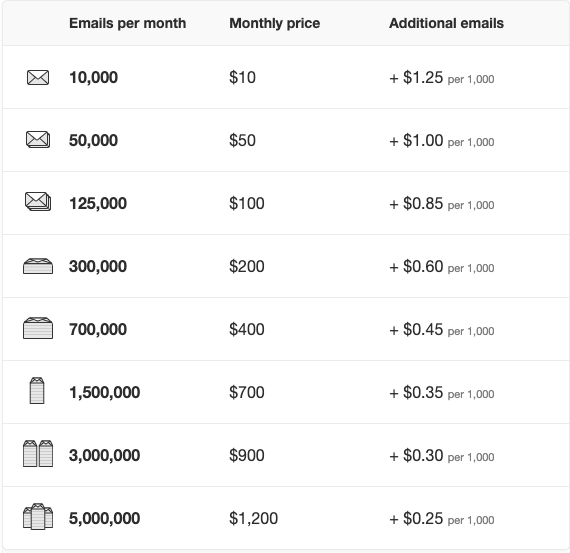 Emails per month Monthly price Additional emails
10,000 $10 + $1.25 per 1,000
50,000 $50 + $1.00 per 1,000
125,000 $100 + $0.85 per 1,000
300,000 $200 + $0.60 per 1,000
700,000 $400 + $0.45 per 1,000
1,500,000 $700 + $0.35 per 1,000
3,000,000 $900 + $0.30 per 1,000
5,000,000 $1,200 + $0.25 per 1,000